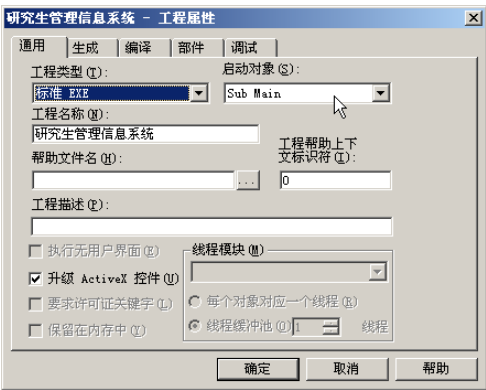 研究生管理信息系统 - 工程属性
通用 生成 编译 部件 调试
工程类型(T): 启动对象(S):
标准 EXE Sub Main
工程名称(N):
研究生管理信息系统
工程帮助上下
文标识符(I):
帮助文件名(H):
... 0
工程描述(P):
执行无用户界面(E) 线程模块(M)
升级 ActiveX 控件(U)
要求许可证关键字(L) 每个对象对应一个线程(R)
保留在内存中(Y) 线程缓冲池(O) 1 线程
确定 取消 帮助